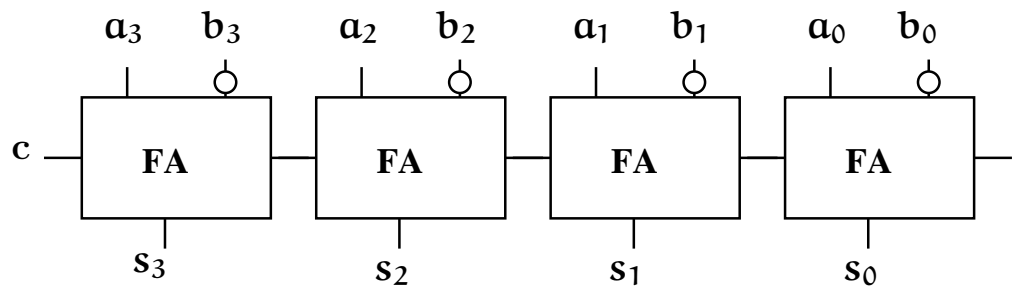 a₃ b₃ a₂ b₂ a₁ b₁ a₀ b₀
c FA FA FA FA
s₃ s₂ s₁ s₀